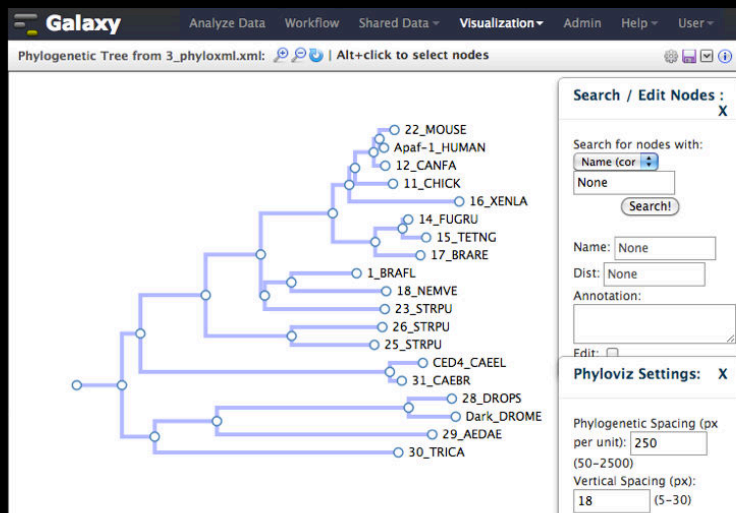 Galaxy Analyze Data Workflow Shared Data Visualization Admin Help User
Phylogenetic Tree from 3_phyloxml.xml: | Alt+click to select nodes
22_MOUSE
Apaf-1_HUMAN
12_CANFA
11_CHICK
16_XENLA
14_FUGRU
15_TETNG
17_BRARE
1_BRAFL
18_NEMVE
23_STRPU
26_STRPU
25_STRPU
CED4_CAEEL
31_CAEBR
28_DROPS
Dark_DROME
29_AEDAE
30_TRICA
Search / Edit Nodes :
X
Search for nodes with:
Name (cor
None
Search!
Name: None
Dist: None
Annotation:
Edit:
Phyloviz Settings: X
Phylogenetic Spacing (px
per unit): 250
(50-2500)
Vertical Spacing (px):
18 (5-30)